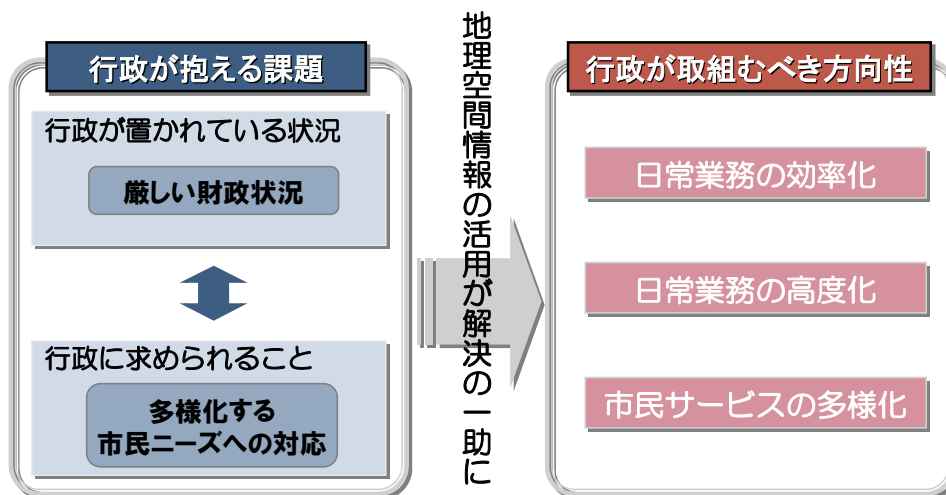 行政が抱える課題
行政が置かれている状況
厳しい財政状況
行政に求められること
多様化する
市民ニーズへの対応
地理空間情報の活用が解決の一助に
行政が取組むべき方向性
日常業務の効率化
日常業務の高度化
市民サービスの多様化